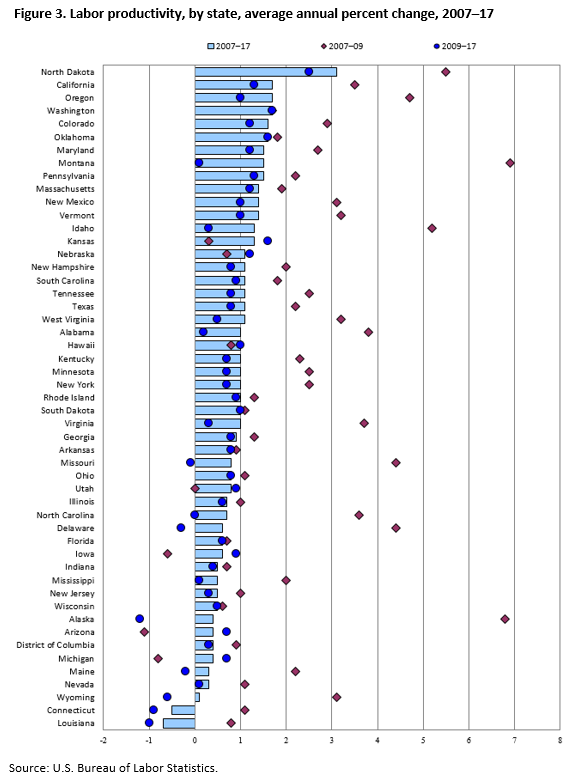 Figure 3. Labor productivity, by state, average annual percent change, 2007–17
2007–17 2007–09 2009–17
North Dakota
California
Oregon
Washington
Colorado
Oklahoma
Maryland
Montana
Pennsylvania
Massachusetts
New Mexico
Vermont
Idaho
Kansas
Nebraska
New Hampshire
South Carolina
Tennessee
Texas
West Virginia
Alabama
Hawaii
Kentucky
Minnesota
New York
Rhode Island
South Dakota
Virginia
Georgia
Arkansas
Missouri
Ohio
Utah
Illinois
North Carolina
Delaware
Florida
Iowa
Indiana
Mississippi
New Jersey
Wisconsin
Alaska
Arizona
District of Columbia
Michigan
Maine
Nevada
Wyoming
Connecticut
Louisiana
-2 -1 0 1 2 3 4 5 6 7 8
Source: U.S. Bureau of Labor Statistics.